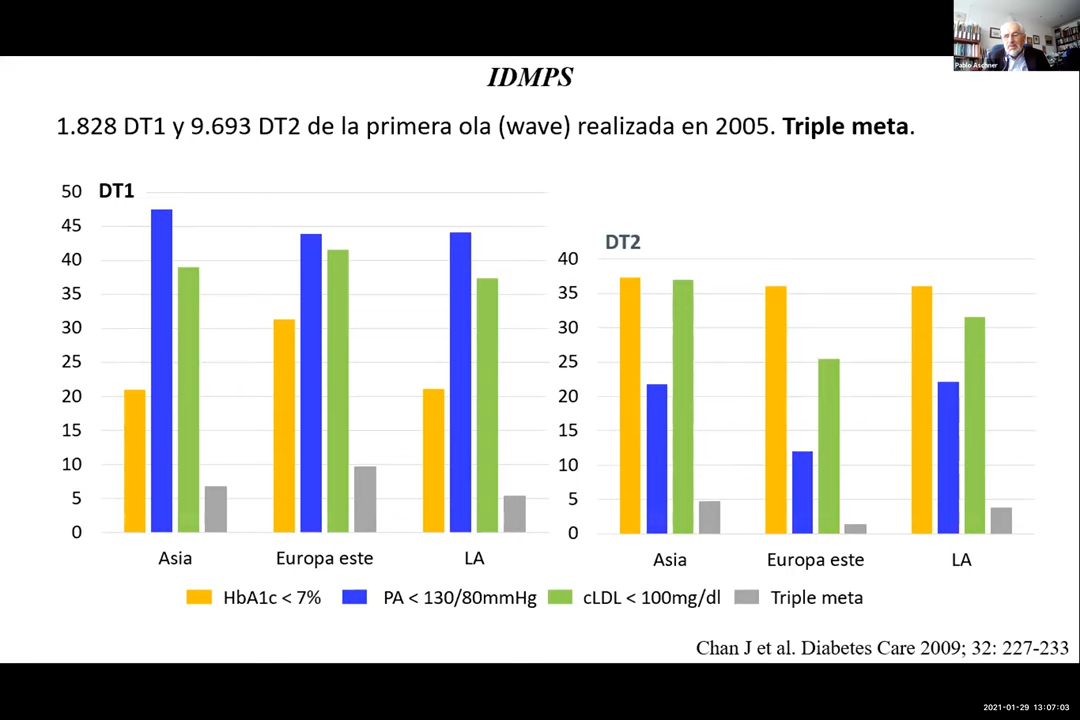 Pablo Aschner
IDMPS
1.828 DT1 y 9.693 DT2 de la primera ola (wave) realizada en 2005. Triple meta.
DT1
50
45
40
35
30
25
20
15
10
5
0
Asia
Europa este
LA
DT2
40
35
30
25
20
15
10
5
0
Asia
Europa este
LA
HbA1c < 7%
PA < 130/80mmHg
cLDL < 100mg/dl
Triple meta
Chan J et al. Diabetes Care 2009; 32: 227-233
2021-01-29 13:07:03